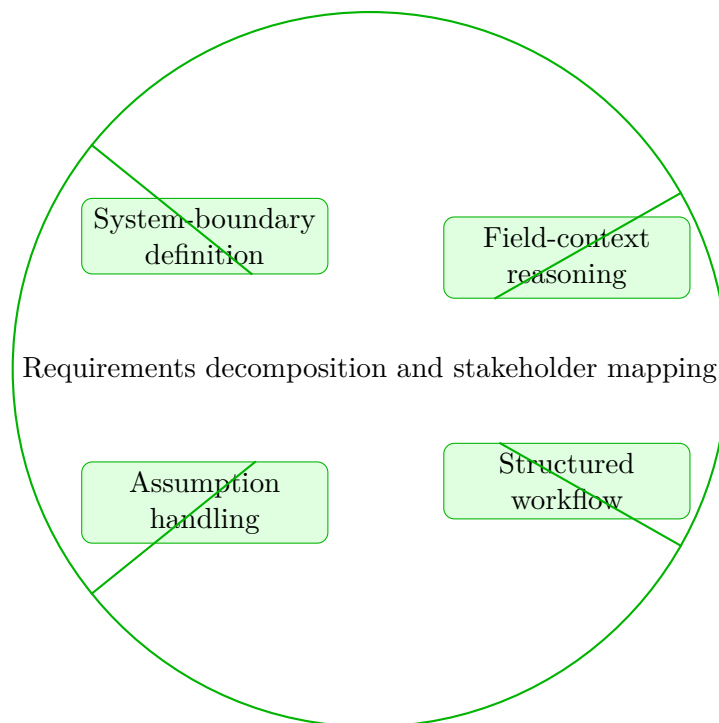 System-boundary
definition
Field-context
reasoning
Requirements decomposition and stakeholder mapping
Assumption
handling
Structured
workflow